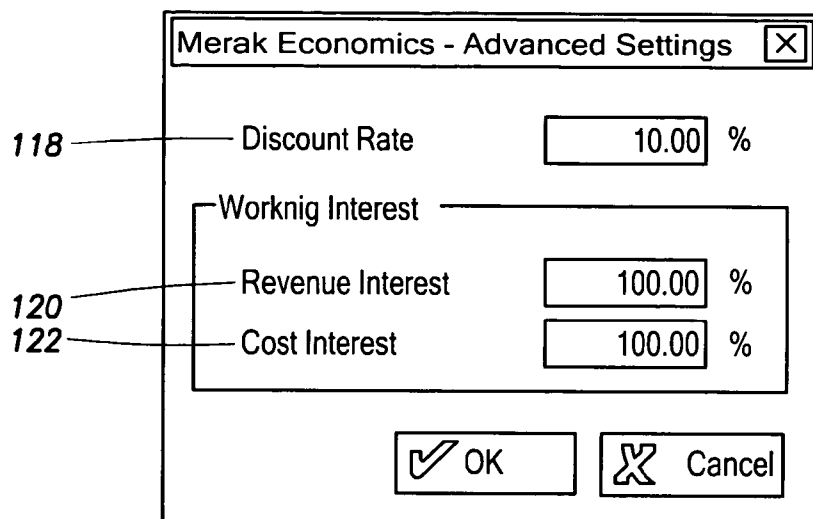 Merak Economics - Advanced Settings
118 Discount Rate 10.00 %
Worknig Interest
120 Revenue Interest 100.00 %
122 Cost Interest 100.00 %
OK Cancel